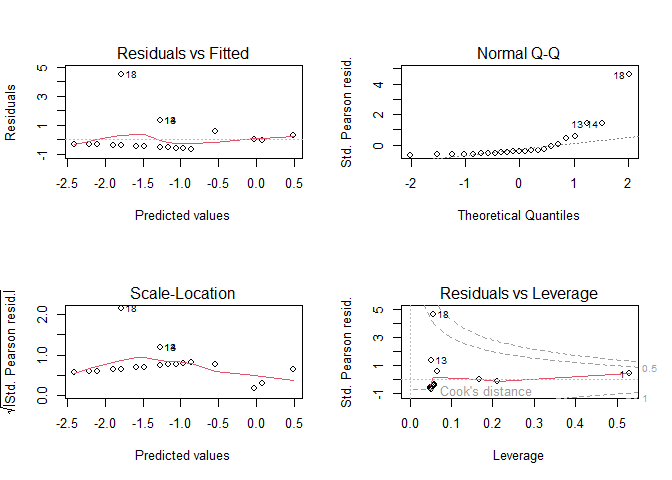 Residuals vs Fitted
Residuals
-1 1 3 5
18
-2.5 -2.0 -1.5 -1.0 -0.5 0.0 0.5
Predicted values
Normal Q-Q
Std. Pearson resid.
0 2 4
18
13 14
-2 -1 0 1 2
Theoretical Quantiles
Scale-Location
√|Std. Pearson resid.|
0.0 1.0 2.0
18
-2.5 -2.0 -1.5 -1.0 -0.5 0.0 0.5
Predicted values
Residuals vs Leverage
Std. Pearson resid.
-1 1 3 5
18
13
1
Cook's distance
0.5
1
0.0 0.1 0.2 0.3 0.4 0.5
Leverage